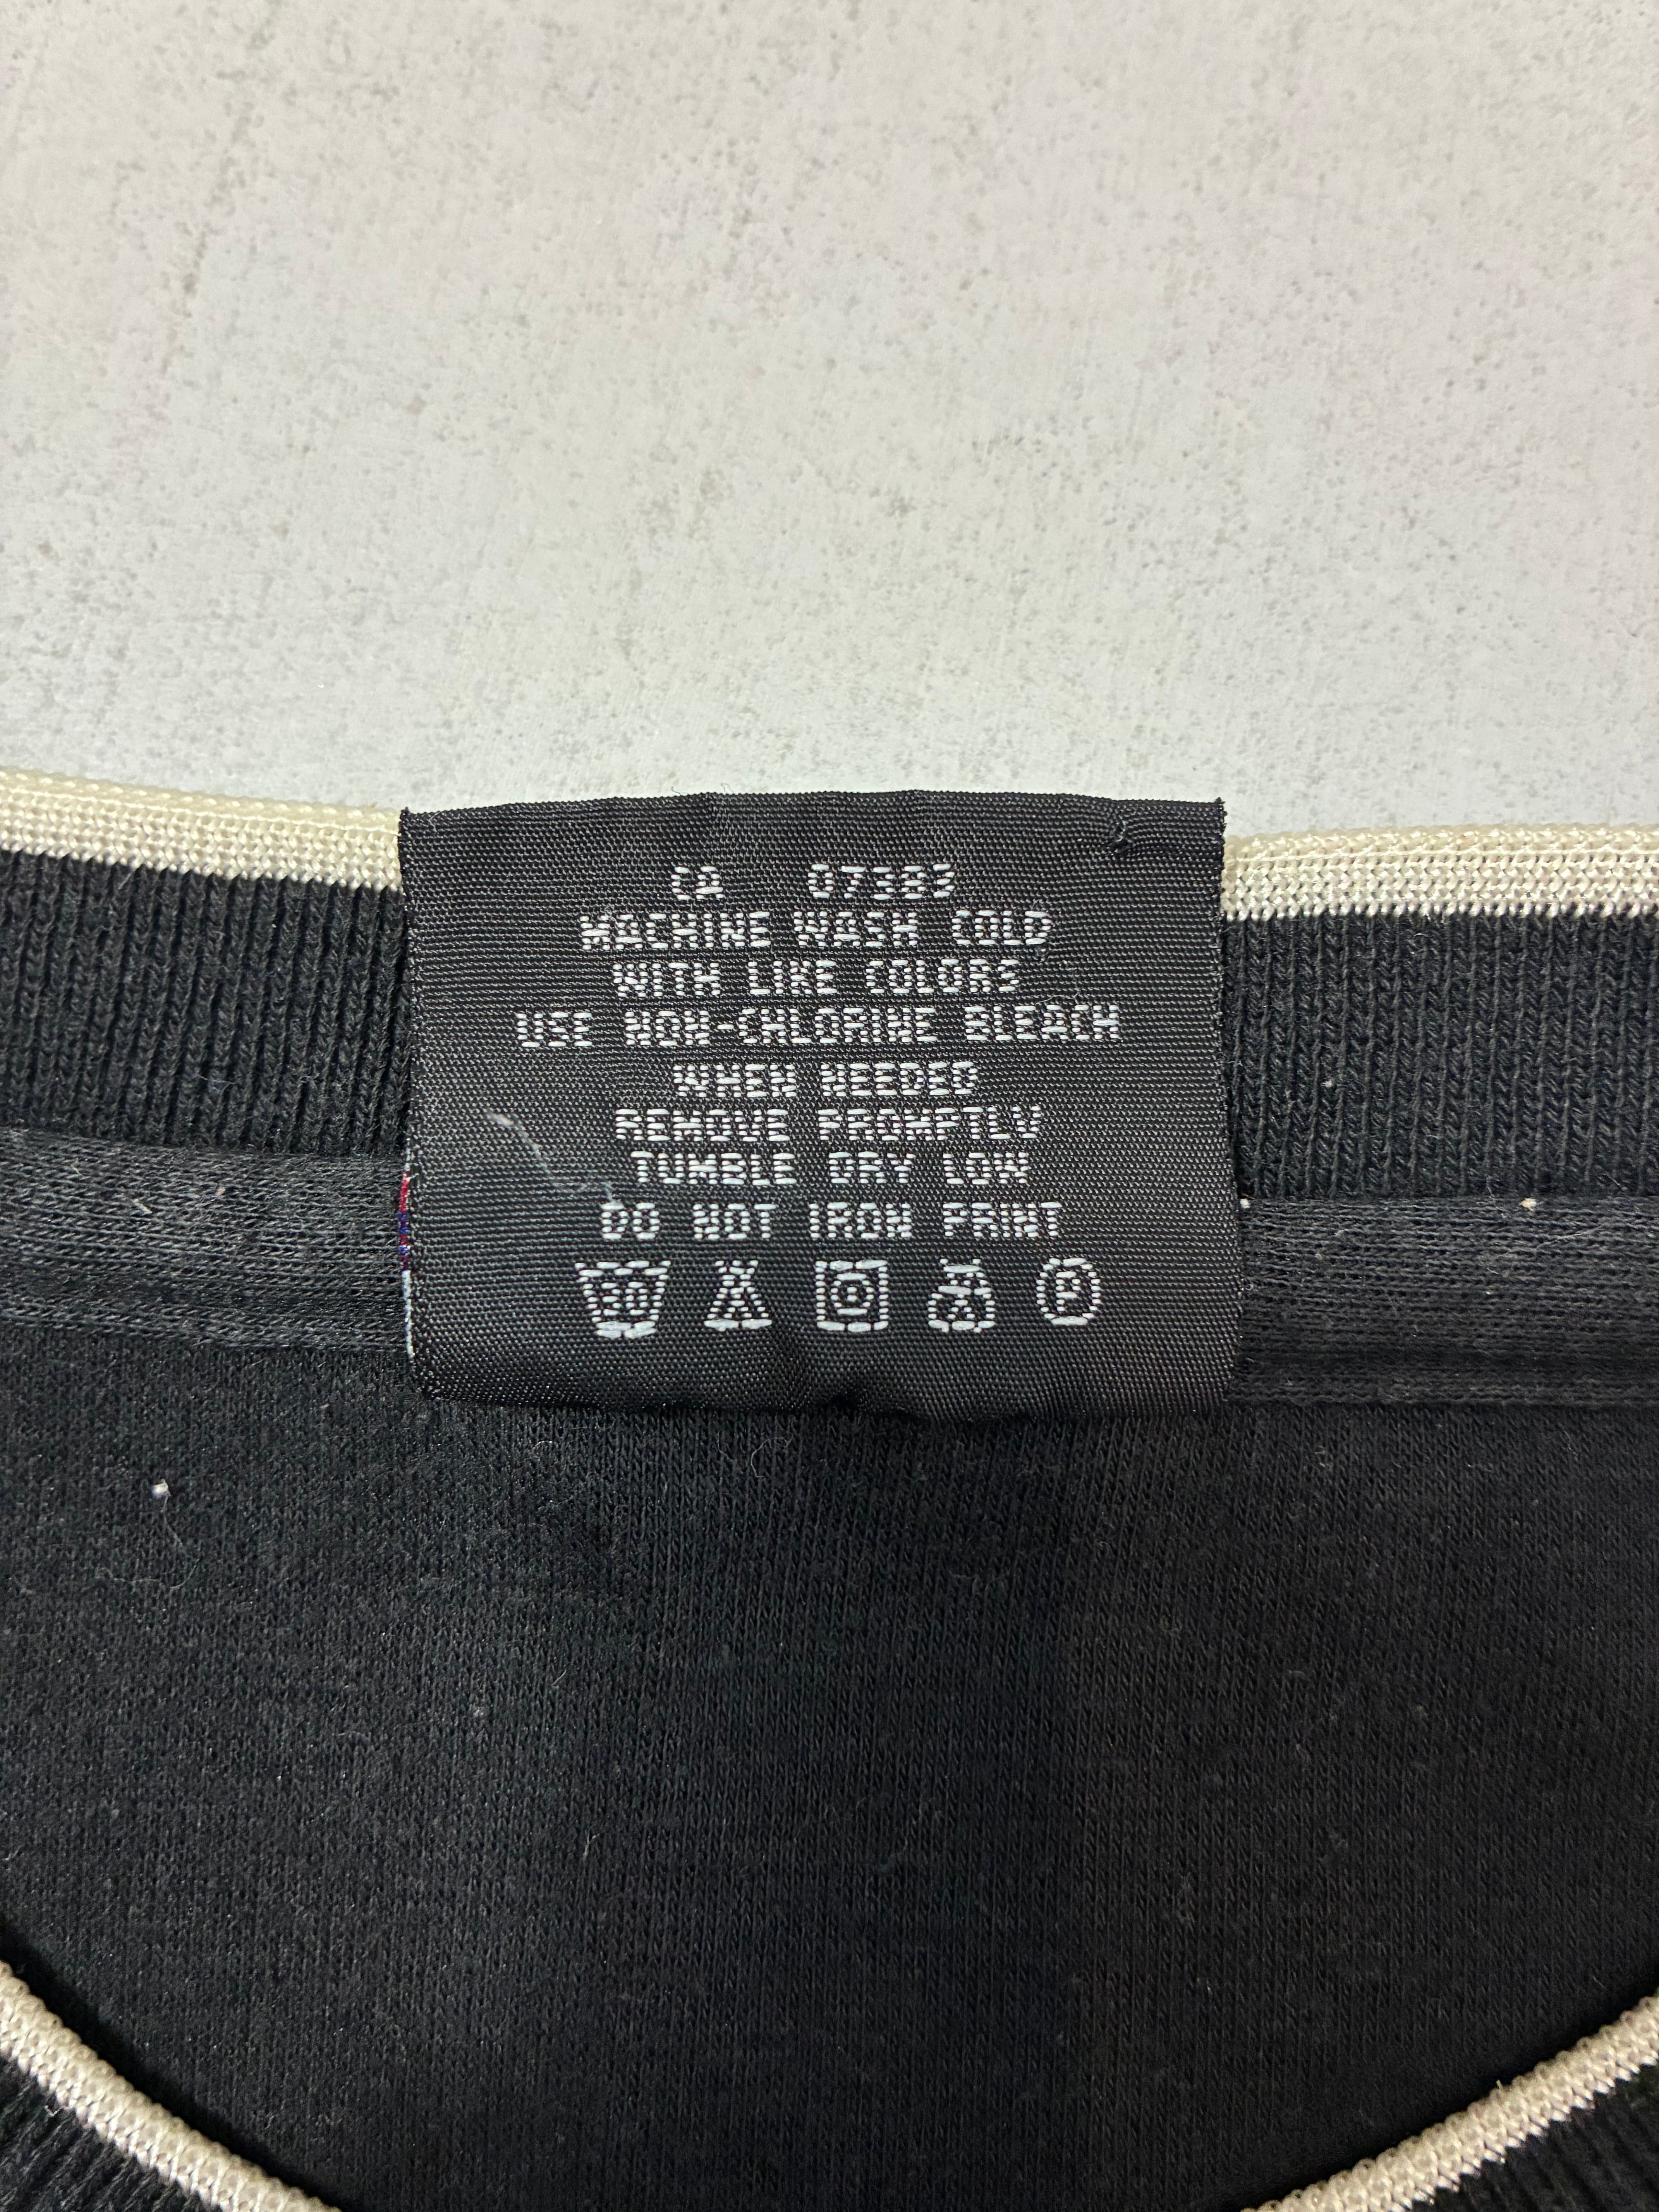 CA 07383
MACHINE WASH COLD
WITH LIKE COLORS
USE NON-CHLORINE BLEACH
WHEN NEEDED
REMOVE PROMPTLY
TUMBLE DRY LOW
DO NOT IRON PRINT
30 P